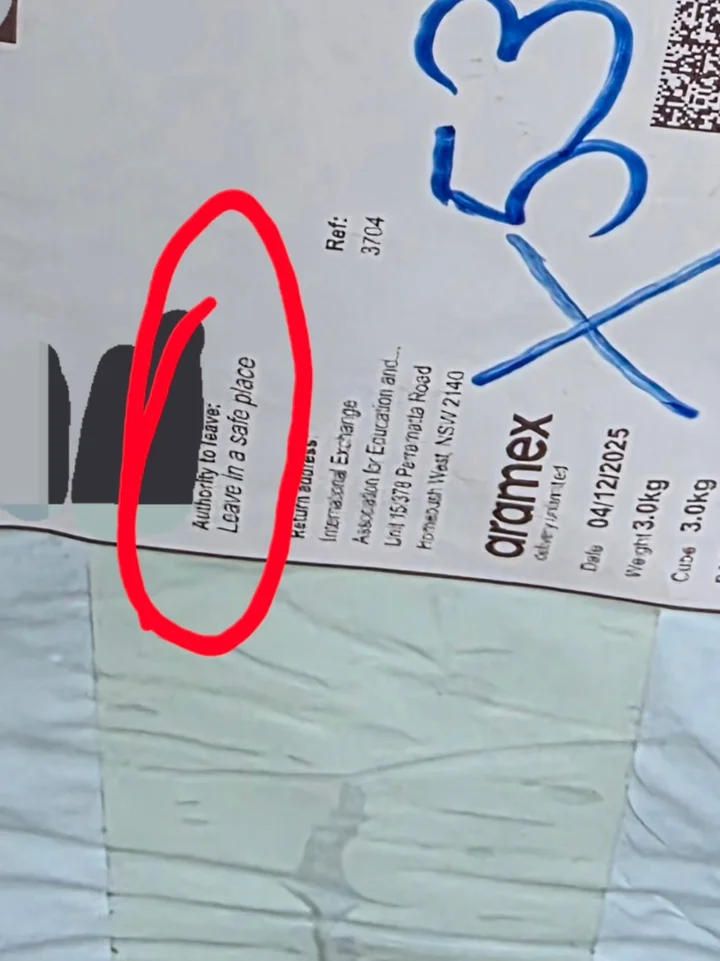 Authority to leave:
Leave in a safe place
Return address:
International Exchange
Association for Education and...
Unit 15 378 Parramatta Road
Homebush West, NSW 2140
Ref:
3704
aramex
delivery unlimited
Date 04/12/2025
Weight 3.0kg
Cube 3.0kg
X53